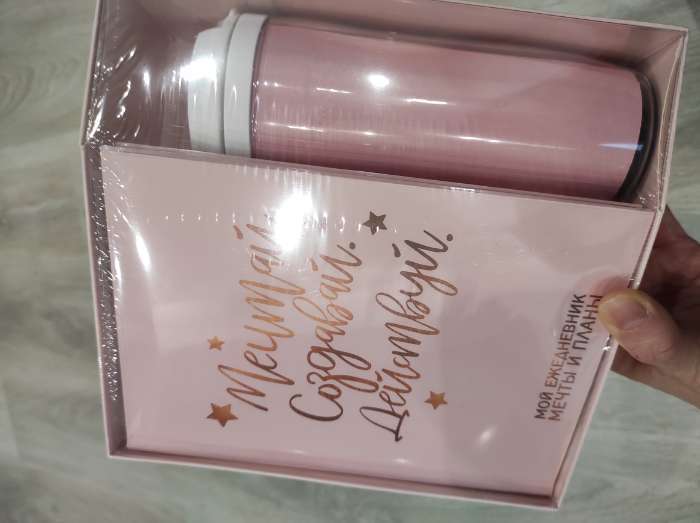 Мечтай.
Создавай.
Действуй.
МОЙ ЕЖЕДНЕВНИК
МЕЧТЫ И ПЛАНЫ